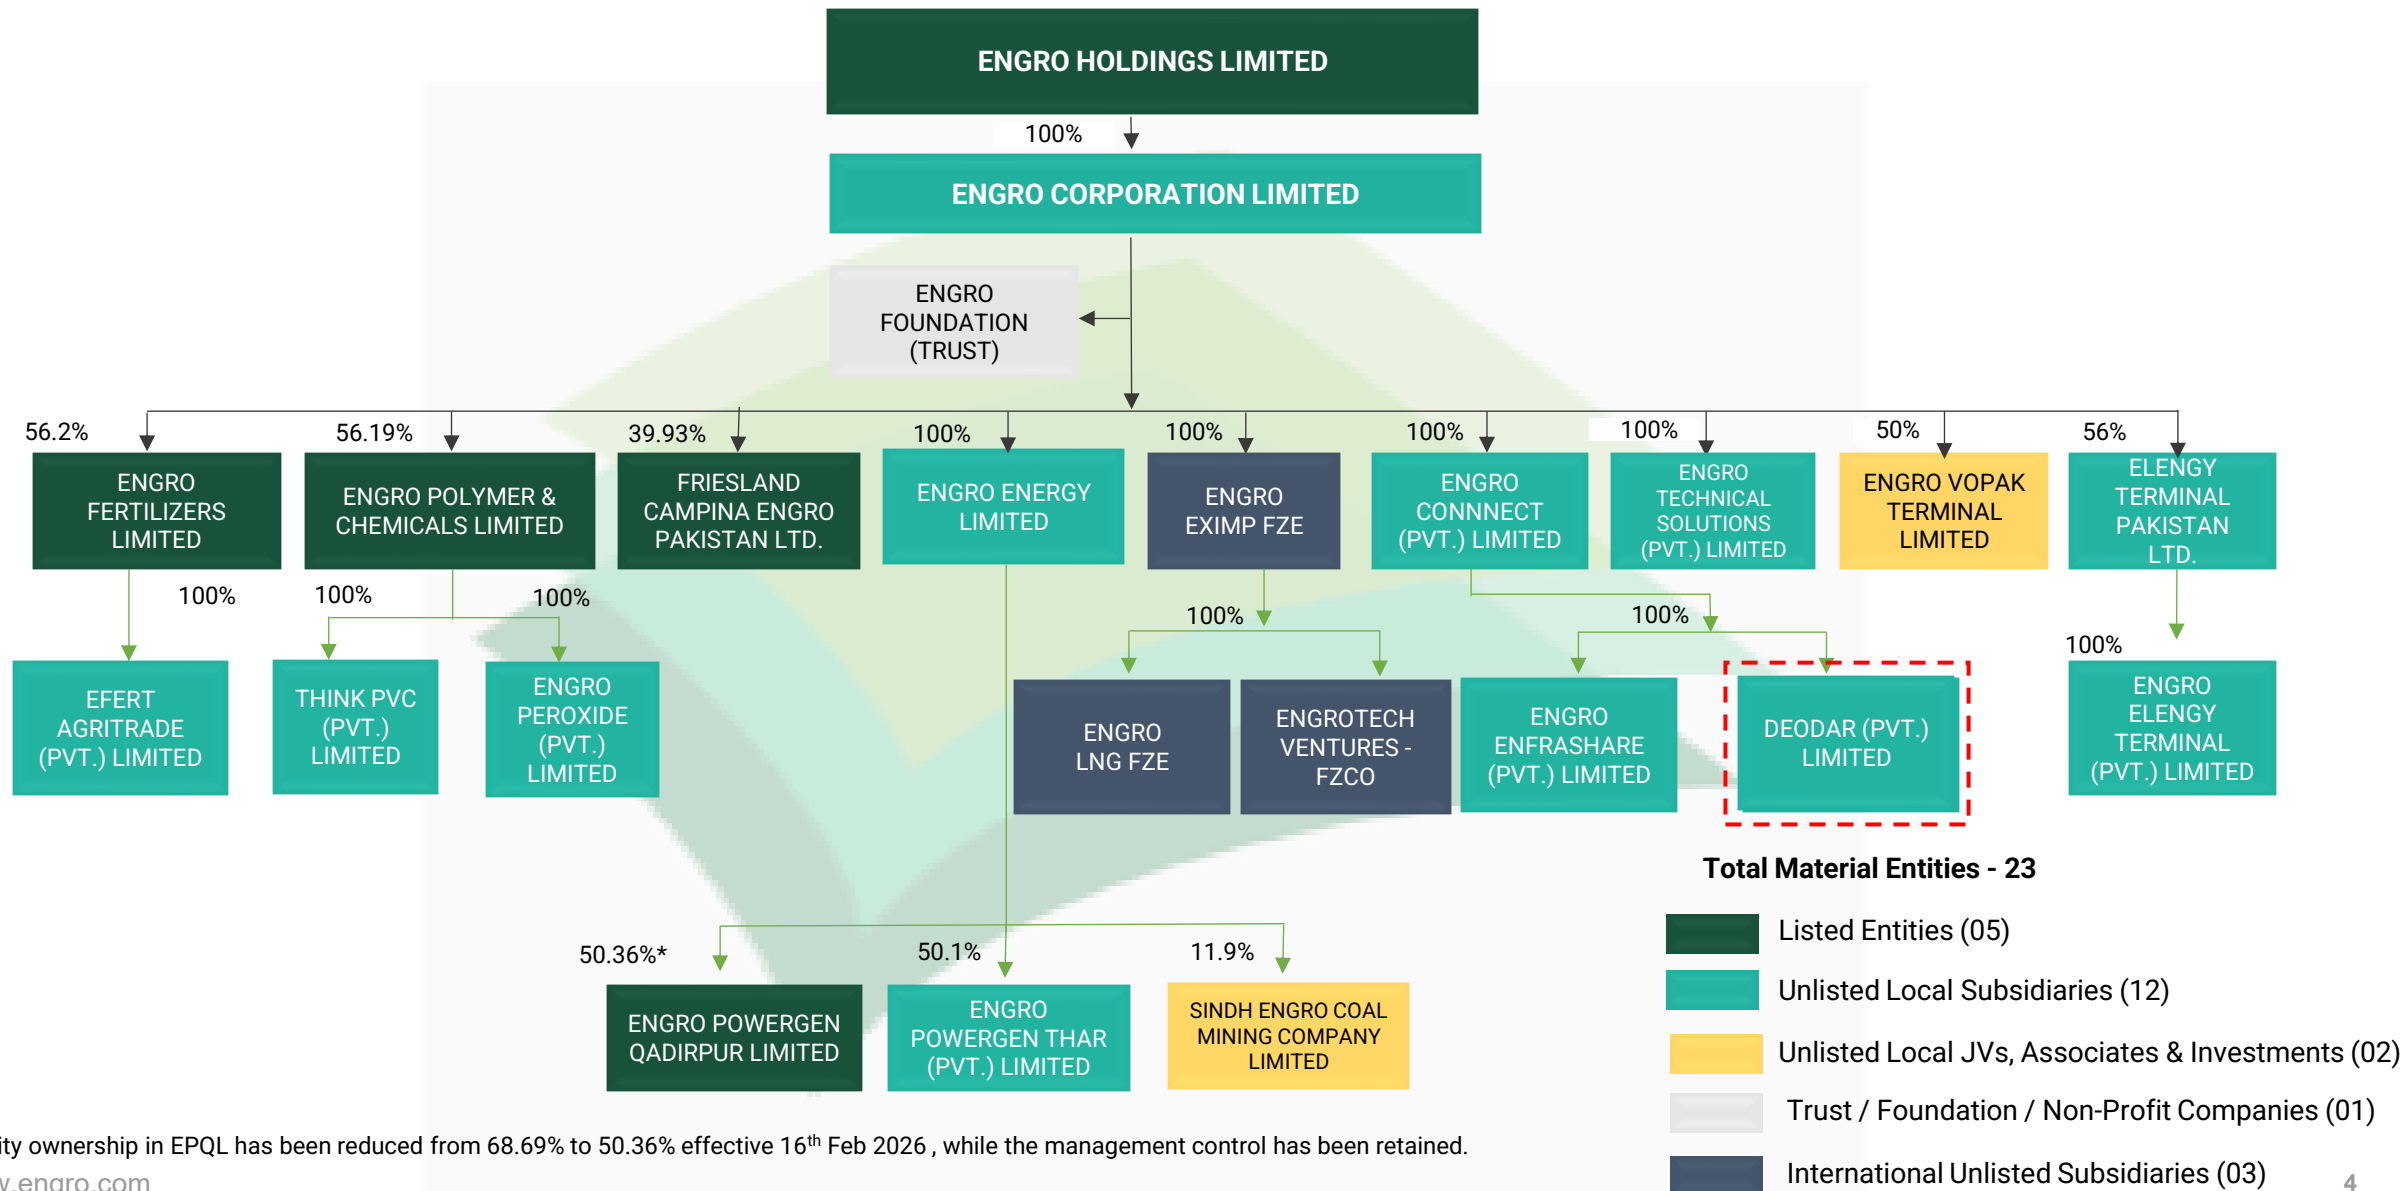 ENGRO HOLDINGS LIMITED
100%
ENGRO CORPORATION LIMITED
ENGRO
FOUNDATION
(TRUST)
56.2%
56.19%
39.93%
100%
100%
100%
100%
50%
56%
ENGRO
FERTILIZERS
LIMITED
ENGRO POLYMER &
CHEMICALS LIMITED
FRIESLAND
CAMPINA ENGRO
PAKISTAN LTD.
ENGRO ENERGY
LIMITED
ENGRO
EXIMP FZE
ENGRO
CONNNECT
(PVT.) LIMITED
ENGRO
TECHNICAL
SOLUTIONS
(PVT.) LIMITED
ENGRO VOPAK
TERMINAL
LIMITED
ELENGY
TERMINAL
PAKISTAN
LTD.
100%
100%
100%
100%
100%
100%
EFERT
AGRITRADE
(PVT.) LIMITED
THINK PVC
(PVT.)
LIMITED
ENGRO
PEROXIDE
(PVT.)
LIMITED
ENGRO
LNG FZE
ENGROTECH
VENTURES -
FZCO
ENGRO
ENFRASHARE
(PVT.) LIMITED
DEODAR (PVT.)
LIMITED
ENGRO
ELENGY
TERMINAL
(PVT.) LIMITED
50.36%*
50.1%
11.9%
ENGRO POWERGEN
QADIRPUR LIMITED
ENGRO
POWERGEN THAR
(PVT.) LIMITED
SINDH ENGRO COAL
MINING COMPANY
LIMITED
Total Material Entities - 23
Listed Entities (05)
Unlisted Local Subsidiaries (12)
Unlisted Local JVs, Associates & Investments (02)
Trust / Foundation / Non-Profit Companies (01)
International Unlisted Subsidiaries (03)
ity ownership in EPQL has been reduced from 68.69% to 50.36% effective 16th Feb 2026 , while the management control has been retained.
w.engro.com
4